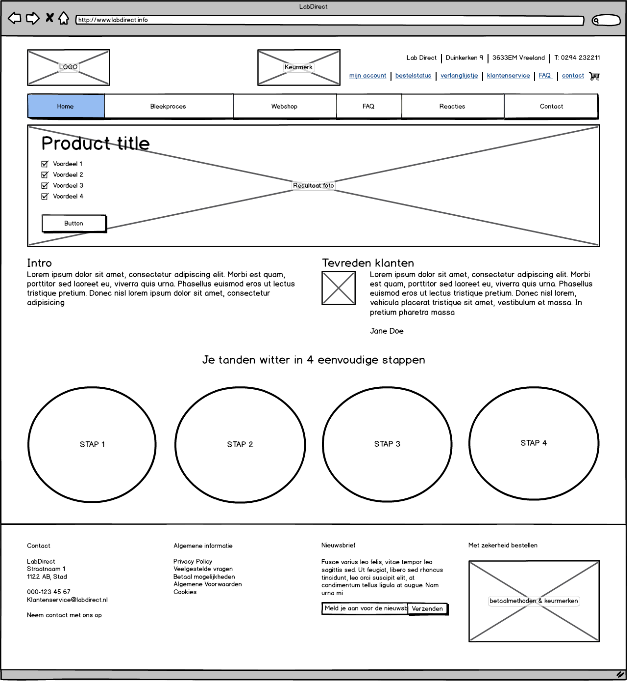 LabDirect
http://www.labdirect.info
LOGO
Keurmerk
Lab Direct | Duinkerken 9 | 3633EM Vreeland | T: 0294 232211
mijn account | bestelstatus | verlanglijstje | klantenservice | FAQ | contact
Home Bleekproces Webshop FAQ Reacties Contact
Product title
Voordeel 1
Voordeel 2
Voordeel 3
Voordeel 4
Button
Resultaat foto
Intro
Lorem ipsum dolor sit amet, consectetur adipiscing elit. Morbi est quam,
porttitor sed laoreet eu, viverra quis urna. Phasellus euismod eros ut lectus
tristique pretium. Donec nisl lorem ipsum dolor sit amet, consectetur
adipisicing
Tevreden klanten
Lorem ipsum dolor sit amet, consectetur adipiscing elit. Morbi
est quam, porttitor sed laoreet eu, viverra quis urna. Phasellus
euismod eros ut lectus tristique pretium. Donec nisl lorem,
vehicula placerat tristique sit amet, vestibulum et massa. In
pretium pharetra massa
Jane Doe
Je tanden witter in 4 eenvoudige stappen
STAP 1
STAP 2
STAP 3
STAP 4
Contact
LabDirect
Straatnaam 1
1122 AB, Stad
000-123 45 67
Klantenservice@labdirect.nl
Neem contact met ons op
Algemene informatie
Privacy Policy
Veelgestelde vragen
Betaal mogelijkheden
Algemene Voorwaarden
Cookies
Nieuwsbrief
Fusce varius leo felis, vitae tempor leo
sagittis sed. Ut feugiat, libero sed rhoncus
tincidunt, leo orci suscipit elit, at
condimentum tellus ligula at augue. Nam
urna mi
Meld je aan voor de nieuwsb
Verzenden
Met zekerheid bestellen
betaalmethoden & keurmerken